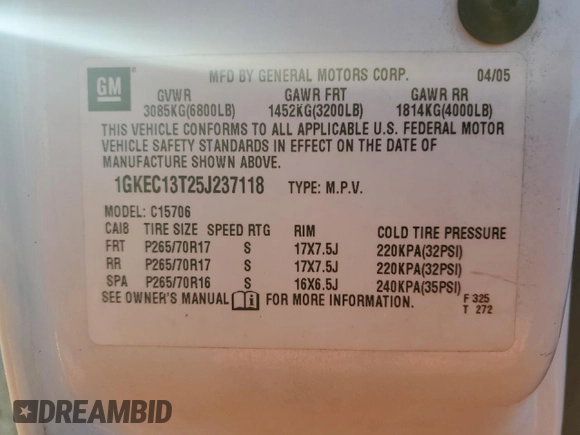 GM
MFD BY GENERAL MOTORS CORP. 04/05
GVWR GAWR FRT GAWR RR
3085KG(6800LB) 1452KG(3200LB) 1814KG(4000LB)
THIS VEHICLE CONFORMS TO ALL APPLICABLE U.S. FEDERAL MOTOR
VEHICLE SAFETY STANDARDS IN EFFECT ON THE DATE OF
MANUFACTURE SHOWN ABOVE.
1GKEC13T25J237118 TYPE: M.P.V.
MODEL: C15706
CAI8 TIRE SIZE SPEED RTG RIM COLD TIRE PRESSURE
FRT P265/70R17 S 17X7.5J 220KPA(32PSI)
RR P265/70R17 S 17X7.5J 220KPA(32PSI)
SPA P265/70R16 S 16X6.5J 240KPA(35PSI)
SEE OWNER'S MANUAL i FOR MORE INFORMATION.
F 325
T 272
DREAMBID